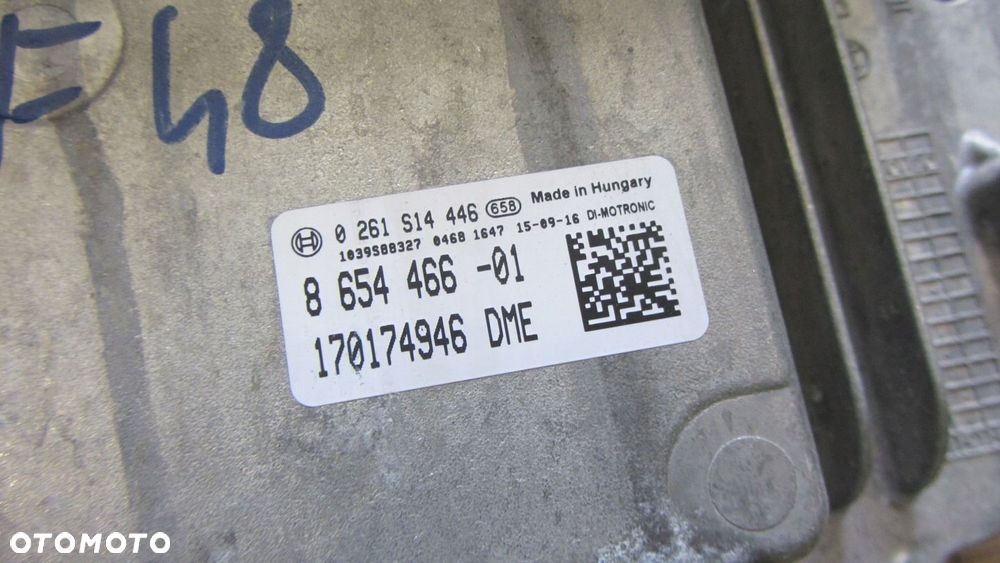 F48
0 261 S14 446 658 Made in Hungary
1039S88327 0468 1647 15-09-16 DI-MOTRONIC
8 654 466 -01
170174946 DME
OTOMOTO